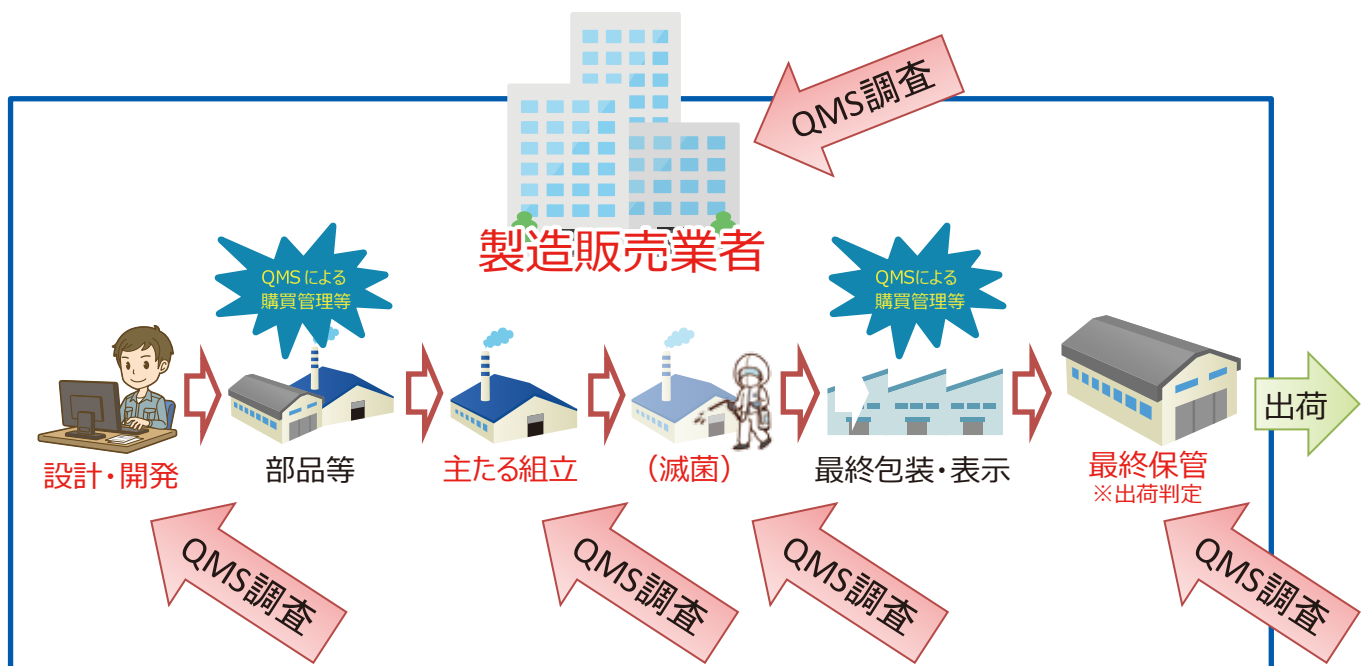 QMS調査
製造販売業者
QMSによる
購買管理等
QMSによる
購買管理等
設計・開発
部品等
主たる組立
(滅菌)
最終包装・表示
最終保管
※出荷判定
出荷
QMS調査
QMS調査
QMS調査
QMS調査